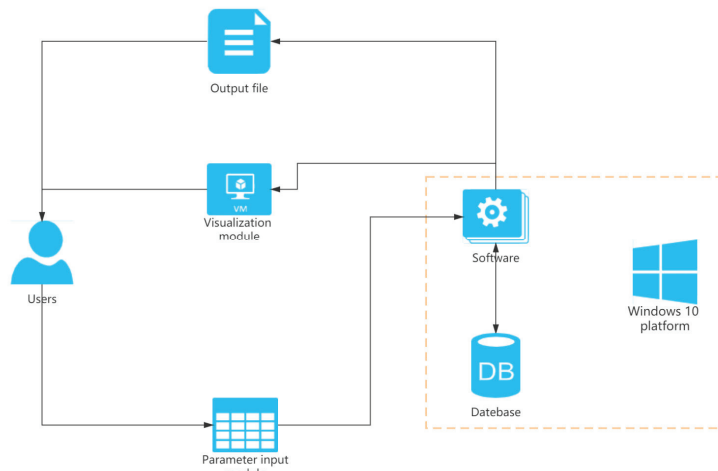 Output file
VM
Visualization
module
Users
Software
Windows 10
platform
DB
Datebase
Parameter input